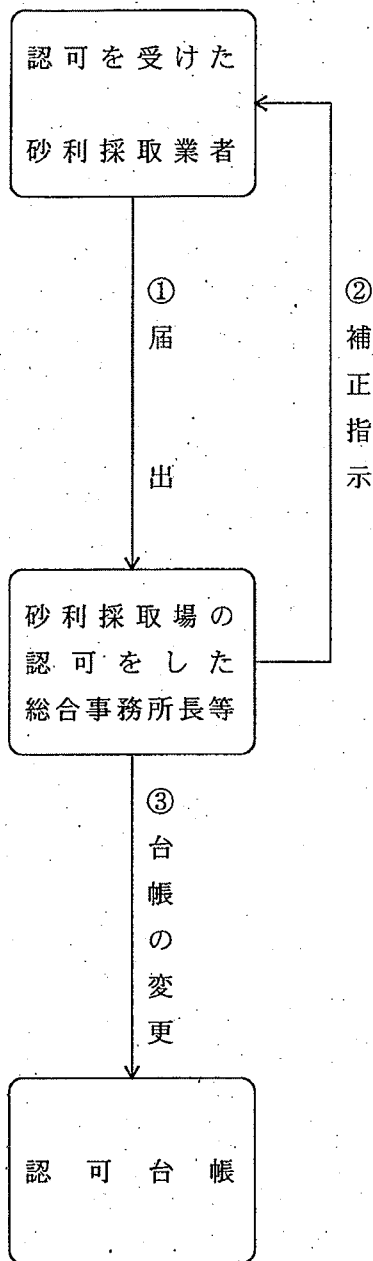 認可を受けた
砂利採取業者
①届出
②補正指示
砂利採取場の
認可をした
総合事務所長等
③台帳の変更
認可台帳